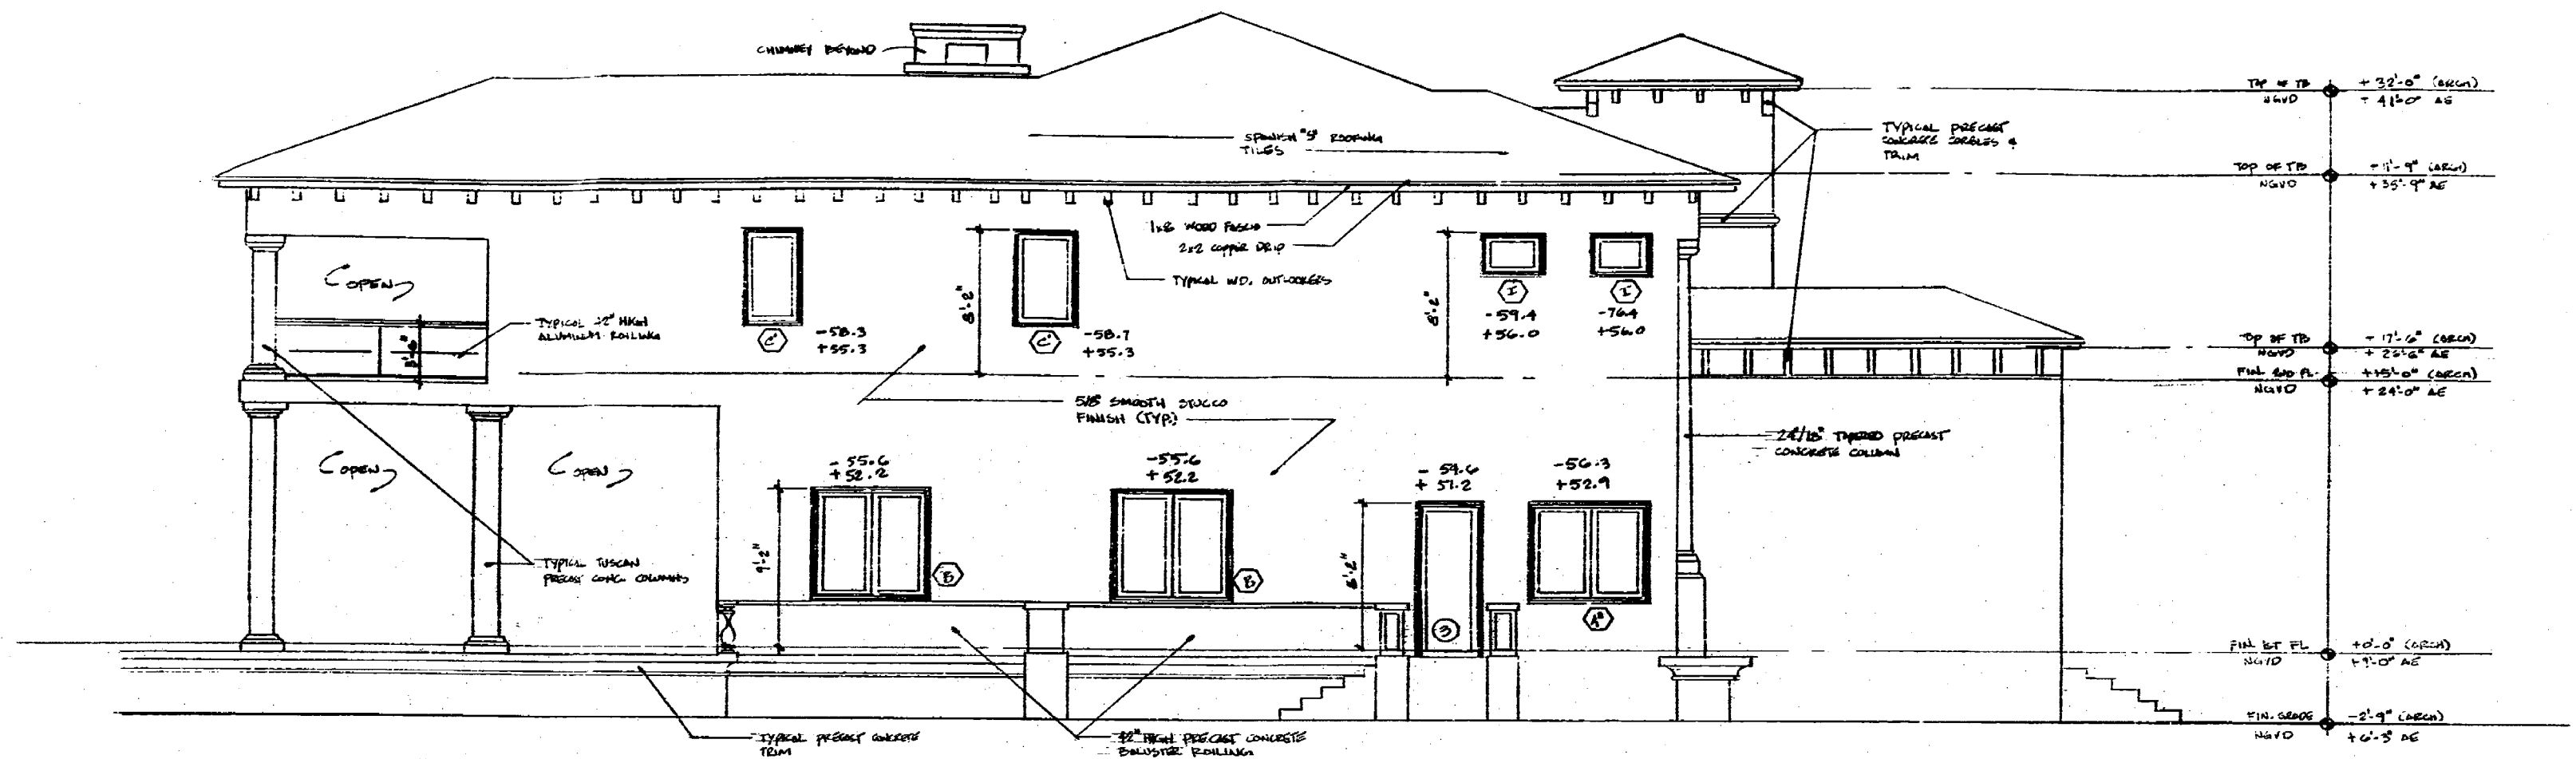 CHIMNEY BEYOND
SPANISH "S" ROOFING
TILES
TOP OF TB
+32'-0" (ARCH)
NGVD
+41'-0" AE
TYPICAL PRECAST
CONCRETE CORBLES &
TRIM
TOP OF TB
NGVD
+35'-9" AE
1x8 WOOD FASCIA
2x2 COPPER DRIP
TYPICAL WD. OUTLOOKERS
OPEN
TYPICAL 42" HIGH
ALUMINUM RAILING
8'-2"
8'-2"
C
-58.3
+55.3
C
-58.7
+55.3
I
-59.4
+56.0
I
-76.4
+56.0
TOP OF TB
+17'-6" (ARCH)
NGVD
+26'-6" AE
FIN. 2ND FL.
+15'-0" (ARCH)
NGVD
+24'-0" AE
5/8" SMOOTH STUCCO
FINISH (TYP.)
24"/18" TAPERED PRECAST
CONCRETE COLUMN
OPEN
OPEN
-55.6
+52.2
-55.6
+52.2
-54.6
+51.2
-56.3
+52.9
9'-2"
8'-2"
TYPICAL TUSCAN
PRECAST CONC. COLUMNS
B
B
3
A
FIN 1ST FL
+0'-0" (ARCH)
NGVD
+9'-0" AE
FIN. GRADE
-2'-9" (ARCH)
NGVD
+6'-3" AE
TYPICAL PRECAST CONCRETE
TRIM
42" HIGH PRECAST CONCRETE
BALUSTER RAILING